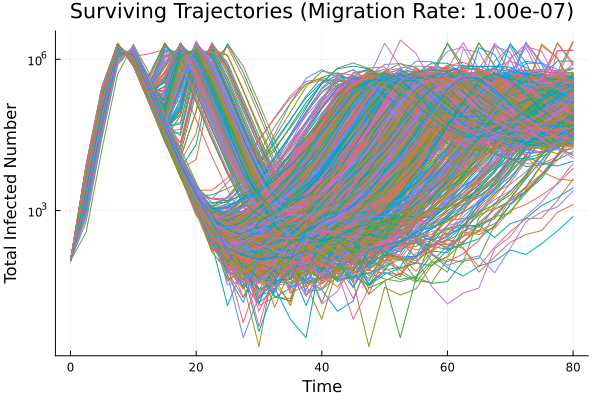 Surviving Trajectories (Migration Rate: 1.00e-07)
Total Infected Number
10⁶
10³
0 20 40 60 80
Time